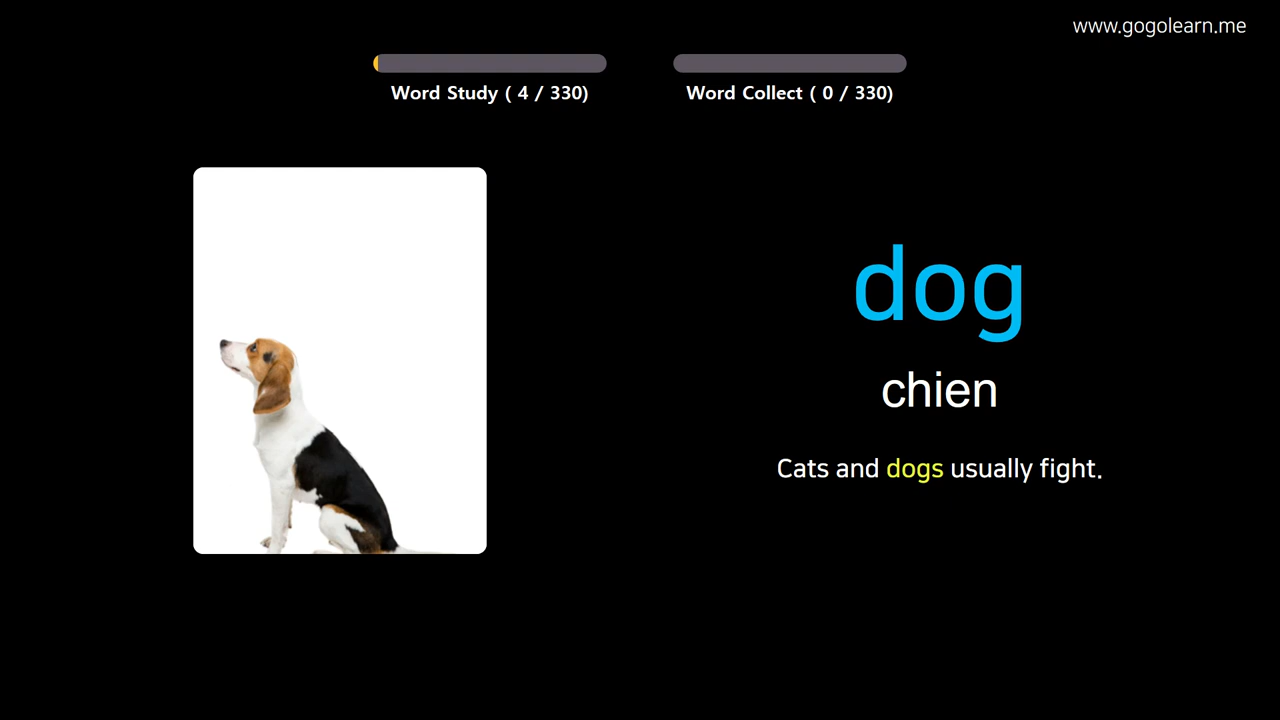 www.gogolearn.me
Word Study ( 4 / 330)
Word Collect ( 0 / 330)
dog
chien
Cats and dogs usually fight.